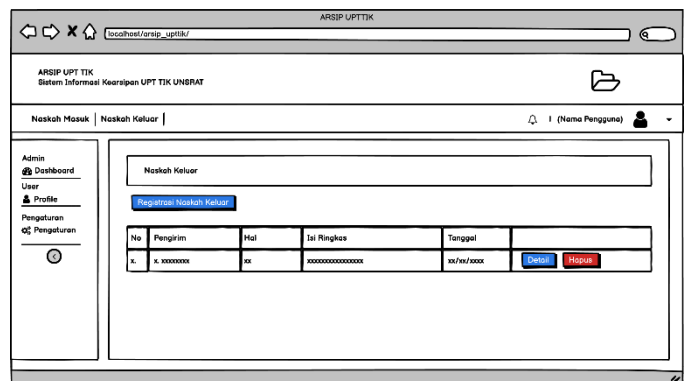 ARSIP UPTTIK
localhost/arsip_upttik/
ARSIP UPT TIK
Sistem Informasi Kearsipan UPT TIK UNSRAT
Naskah Masuk | Naskah Keluar | I (Nama Pengguna)
Admin
Dashboard
User
Profile
Pengaturan
Pengaturan
Naskah Keluar
Registrasi Naskah Keluar
No Pengirim Hal Isi Ringkas Tanggal
x. x. xxxxxxxx xx xxxxxxxxxxxxxxx xx/xx/xxxx Detail Hapus